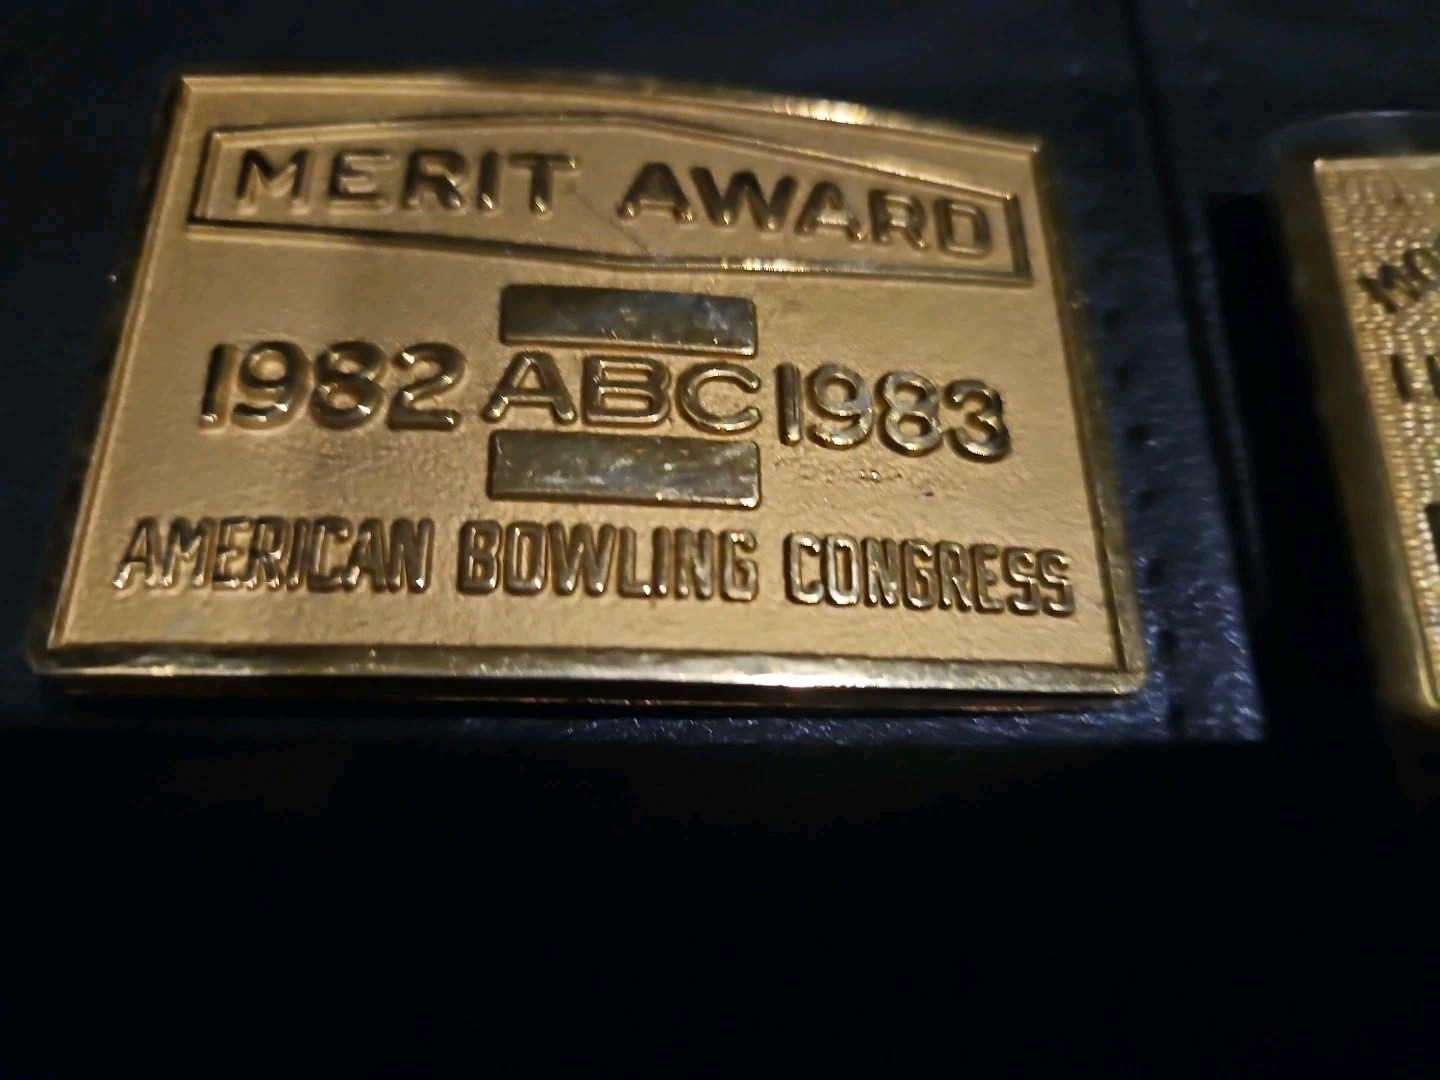 MERIT AWARD
1982 ABC 1983
AMERICAN BOWLING CONGRESS